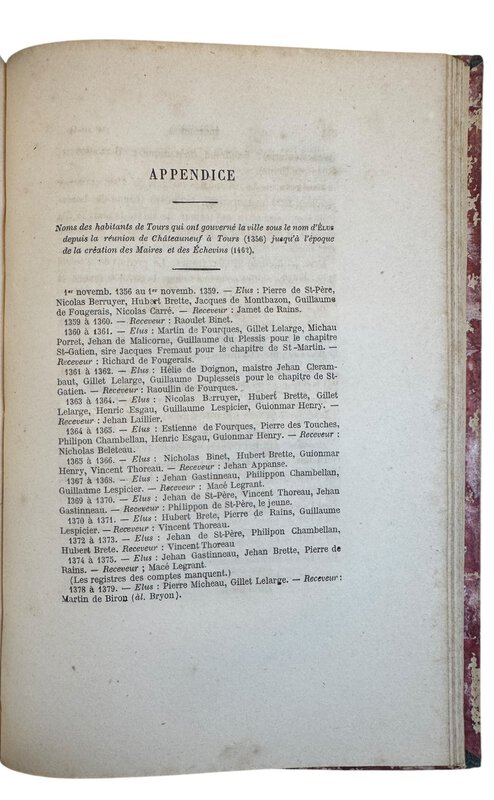 APPENDICE
Noms des habitants de Tours qui ont gouverné la ville sous le nom d'ÉLUS
depuis la réunion de Châteauneuf à Tours (1356) jusqu'à l'époque
de la création des Maires et des Échevins (1462).
1er novemb. 1356 au 1er novemb. 1359. — Elus : Pierre de St-Père,
Nicolas Berruyer, Hubert Brette, Jacques de Montbazon, Guillaume
de Fougerais, Nicolas Carré. — Receveur : Jamet de Rains.
1359 à 1360. — Receveur : Raoulet Binet.
1360 à 1361. — Elus : Martin de Fourques, Gillet Lelarge, Michau
Porret, Jehan de Malicorne, Guillaume du Plessis pour le chapitre
St-Gatien, sire Jacques Fremaut pour le chapitre de St-Martin. —
Receveur : Richard de Fougerais.
1361 à 1362. — Elus : Hélie de Doignon, maistre Jehan Cleram-
baut, Gillet Lelarge, Guillaume Duplesseis pour le chapitre de St-
Gatien. — Receveur : Raoullin de Fourques.
1363 à 1364. — Elus : Nicolas Berruyer, Hubert Brette, Gillet
Lelarge, Henric Esgau, Guillaume Lespicier, Guionmar Henry. —
Receveur : Jehan Laillier.
1364 à 1365. — Elus : Estienne de Fourques, Pierre des Touches,
Philipon Chambellan, Henric Esgau, Guionmar Henry. — Receveur :
Nicholas Beleteau.
1365 à 1366. — Elus : Nicholas Binet, Hubert Brette, Guionmar
Henry, Vincent Thoreau. — Receveur : Jehan Appanse.
1367 à 1368. — Elus : Jehan Gastinneau, Philippon Chambellan,
Guillaume Lespicier. — Receveur : Macé Legrant.
1369 à 1370. — Elus : Jehan de St-Père, Vincent Thoreau, Jehan
Gastinneau. — Receveur : Philippon de St-Père, le jeune.
1370 à 1371. — Elus : Hubert Brete, Pierre de Rains, Guillaume
Lespicier. — Receveur : Vincent Thoreau.
1372 à 1373. — Elus : Jehan de St-Père, Philipon Chambellan,
Hubert Brete. Receveur : Vincent Thoreau
1374 à 1375. — Elus : Jehan Gastinneau, Jehan Brette, Pierre de
Rains. — Receveur ; Macé Legrant.
(Les registres des comptes manquent.)
1378 à 1379. — Elus : Pierre Micheau, Gillet Lelarge. — Receveur :
Martin de Biron (àl. Bryon).